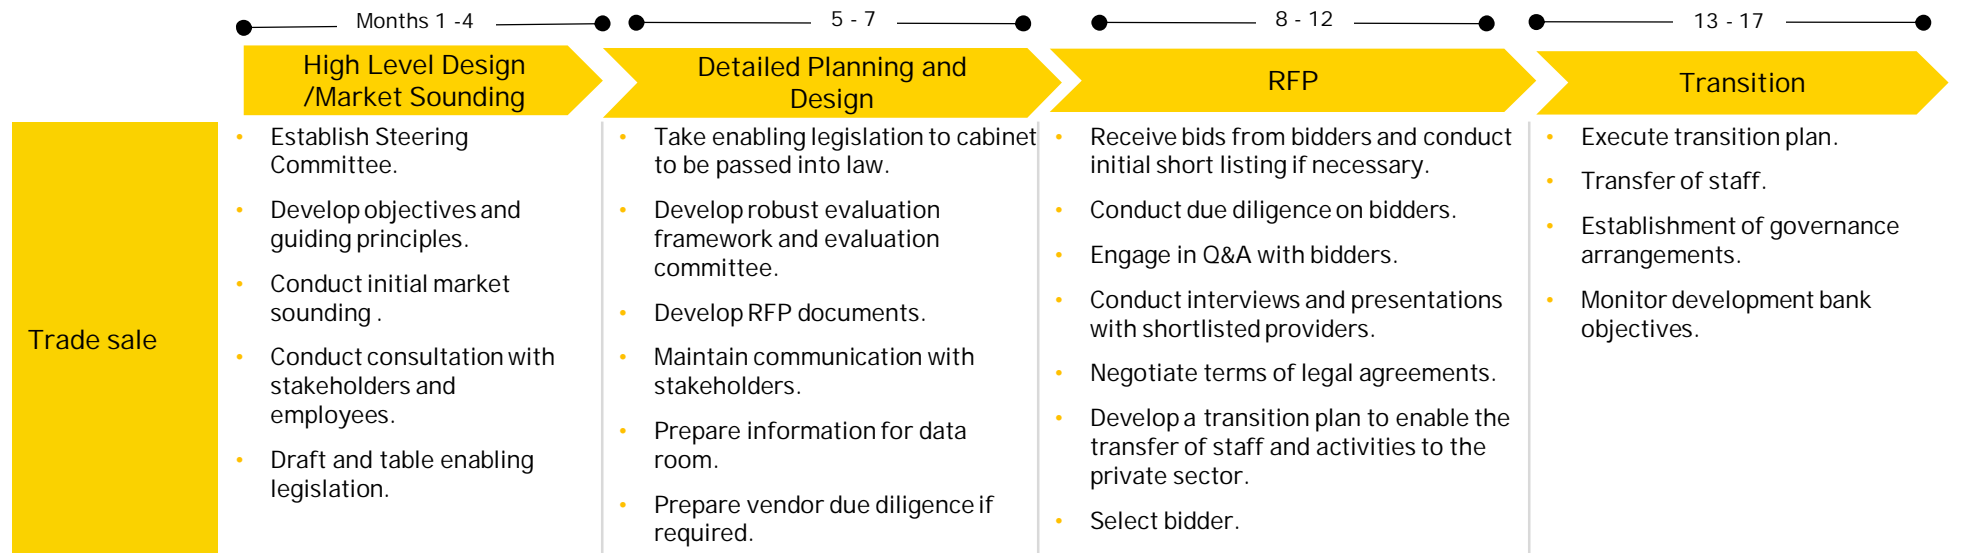 Months 1 -4
5 - 7
8 - 12
13 - 17
High Level Design
/Market Sounding
Detailed Planning and
Design
RFP
Transition
Trade sale
• Establish Steering
Committee.
• Develop objectives and
guiding principles.
• Conduct initial market
sounding .
• Conduct consultation with
stakeholders and
employees.
• Draft and table enabling
legislation.
• Take enabling legislation to cabinet
to be passed into law.
• Develop robust evaluation
framework and evaluation
committee.
• Develop RFP documents.
• Maintain communication with
stakeholders.
• Prepare information for data
room.
• Prepare vendor due diligence if
required.
• Receive bids from bidders and conduct
initial short listing if necessary.
• Conduct due diligence on bidders.
• Engage in Q&A with bidders.
• Conduct interviews and presentations
with shortlisted providers.
• Negotiate terms of legal agreements.
• Develop a transition plan to enable the
transfer of staff and activities to the
private sector.
• Select bidder.
• Execute transition plan.
• Transfer of staff.
• Establishment of governance
arrangements.
• Monitor development bank
objectives.